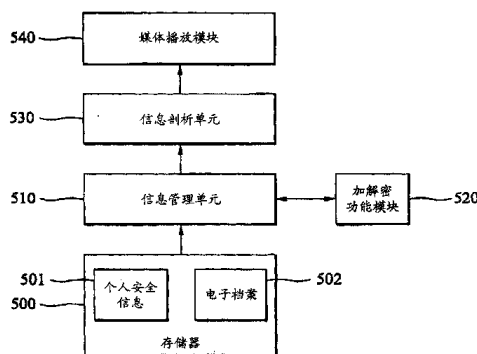 540
媒体播放模块
530
信息剖析单元
510
信息管理单元
加解密
功能模块
520
501
个人安全
信息
502
电子档案
500
存储器